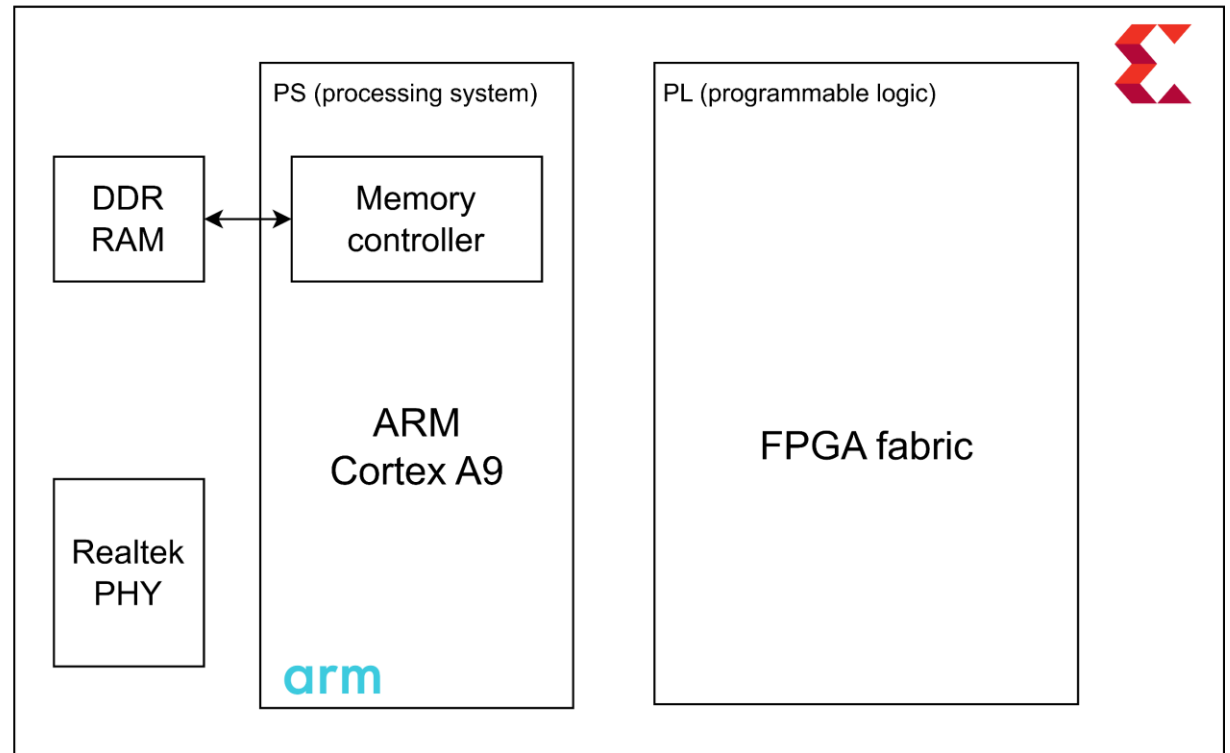 PS (processing system)
PL (programmable logic)
DDR
RAM
Memory
controller
ARM
Cortex A9
FPGA fabric
Realtek
PHY
arm